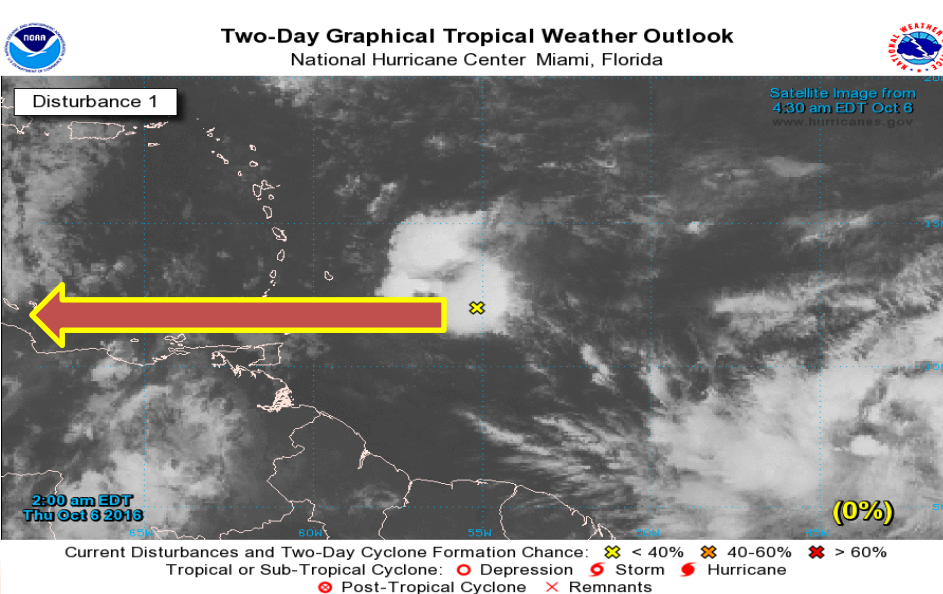 Two-Day Graphical Tropical Weather Outlook
National Hurricane Center Miami, Florida
NOAA
Disturbance 1
Satellite Image from
4:30 am EDT Oct 6
www.hurricanes.gov
2:00 am EDT
Thu Oct 6 2016
(0%)
65W 60W 55W
Current Disturbances and Two-Day Cyclone Formation Chance: < 40% 40-60% > 60%
Tropical or Sub-Tropical Cyclone: Depression Storm Hurricane
Post-Tropical Cyclone Remnants